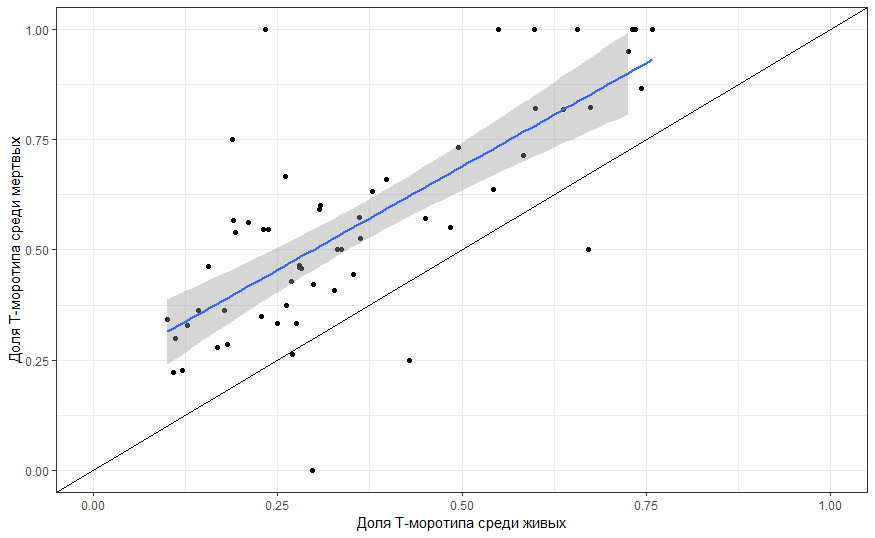 Доля Т-моротипа среди мертвых
1.00
0.75
0.50
0.25
0.00
0.00 0.25 0.50 0.75 1.00
Доля Т-моротипа среди живых